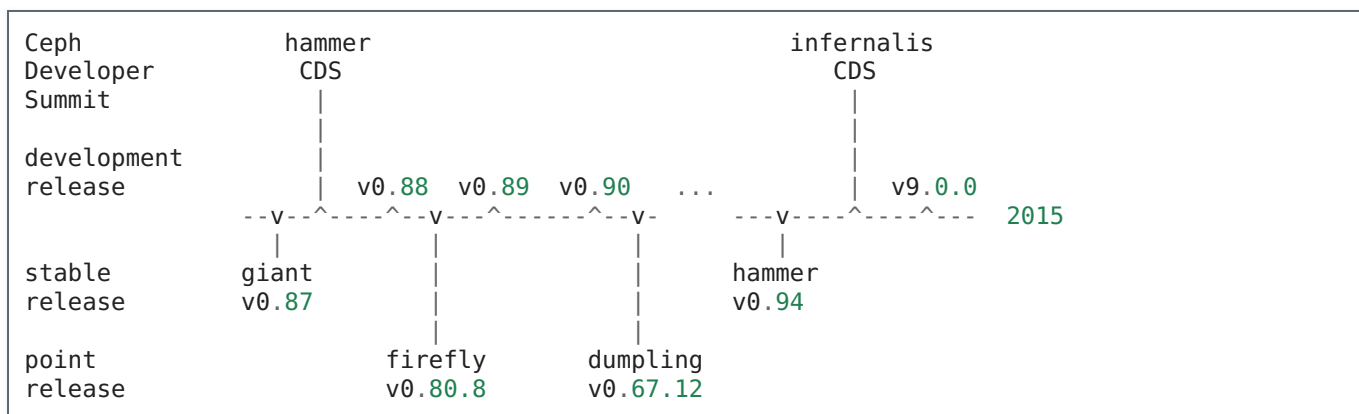 Ceph hammer infernalis
Developer CDS CDS
Summit |  |
|  |
development |  |
release | v0.88 v0.89 v0.90 ... | v9.0.0
--v--^----^--v---^------^--v- ---v----^----^--- 2015
| | | |
stable giant | | hammer
release v0.87 | | v0.94
| |
point firefly dumpling
release v0.80.8 v0.67.12